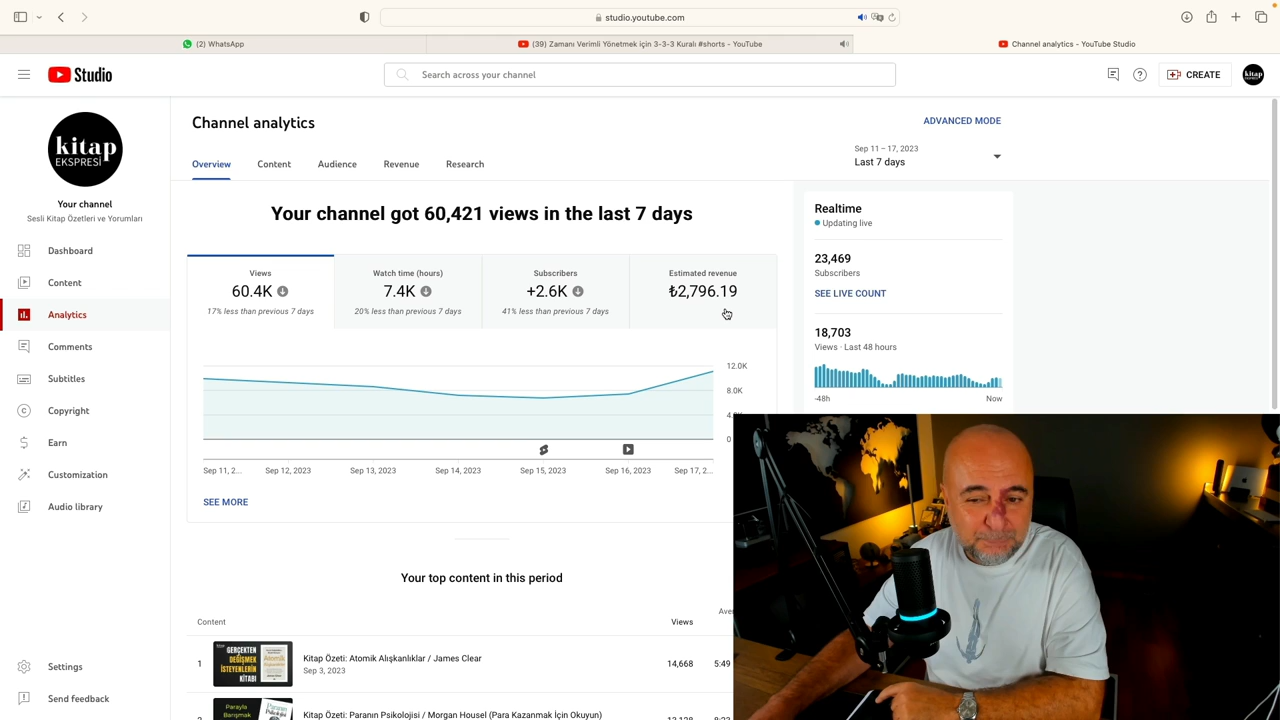 studio.youtube.com
(2) WhatsApp
(39) Zamanı Verimli Yönetmek için 3-3-3 Kuralı #shorts - YouTube
Channel analytics - YouTube Studio
Studio
Search across your channel
CREATE
kitap
kitap
EKSPRESİ
Your channel
Sesli Kitap Özetleri ve Yorumları
Dashboard
Content
Analytics
Comments
Subtitles
Copyright
Earn
Customization
Audio library
Settings
Send feedback
Channel analytics
ADVANCED MODE
Sep 11 – 17, 2023
Last 7 days
Overview
Content
Audience
Revenue
Research
Your channel got 60,421 views in the last 7 days
Views
60.4K
17% less than previous 7 days
Watch time (hours)
7.4K
20% less than previous 7 days
Subscribers
+2.6K
41% less than previous 7 days
Estimated revenue
₺2,796.19
12.0K
8.0K
0
Sep 11, 2...
Sep 12, 2023
Sep 13, 2023
Sep 14, 2023
Sep 15, 2023
Sep 16, 2023
Sep 17, 2...
SEE MORE
Realtime
Updating live
23,469
Subscribers
SEE LIVE COUNT
18,703
Views · Last 48 hours
-48h
Now
Your top content in this period
Content
Views
1
GERÇEKTEN
DEĞİŞMEK
İSTEYENLERİN
KİTABI
Kitap Özeti: Atomik Alışkanlıklar / James Clear
Sep 3, 2023
14,668
5:49
Parayla
Barışmak
Kitap Özeti: Paranın Psikolojisi / Morgan Housel (Para Kazanmak İçin Okuyun)